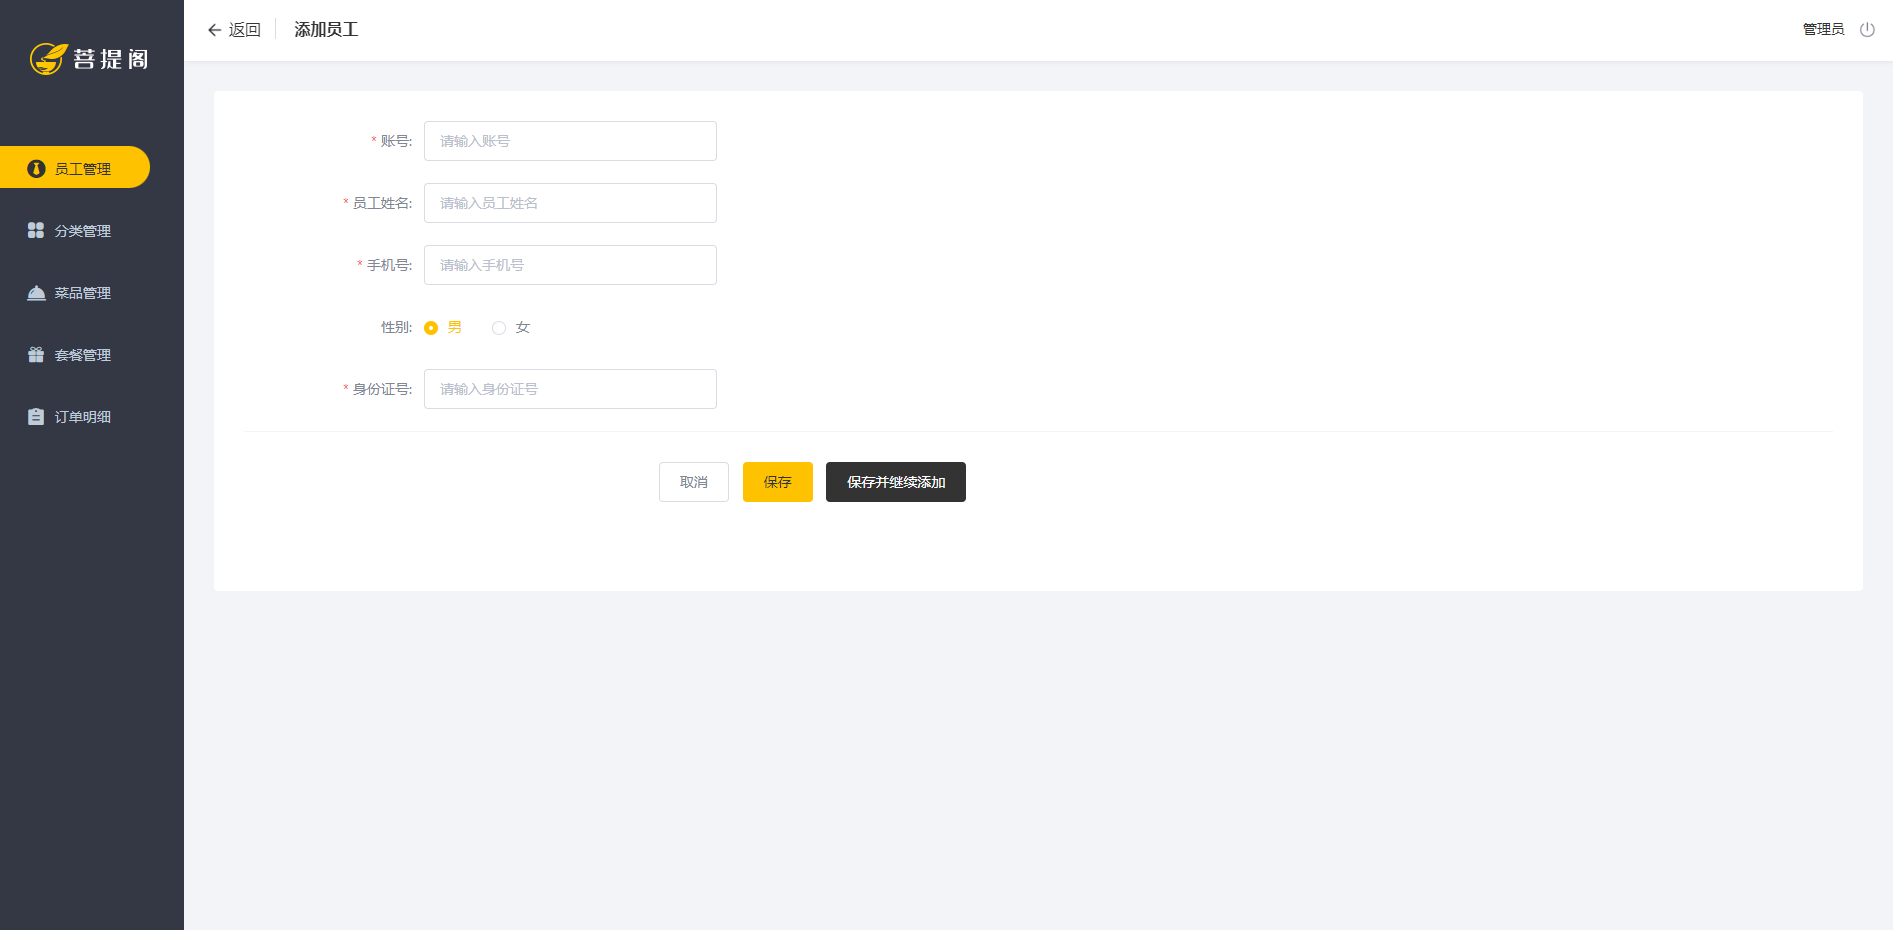 菩提阁
员工管理
分类管理
菜品管理
套餐管理
订单明细
返回 添加员工
管理员
* 账号: 请输入账号
* 员工姓名: 请输入员工姓名
* 手机号: 请输入手机号
性别: 男 女
* 身份证号: 请输入身份证号
取消 保存 保存并继续添加